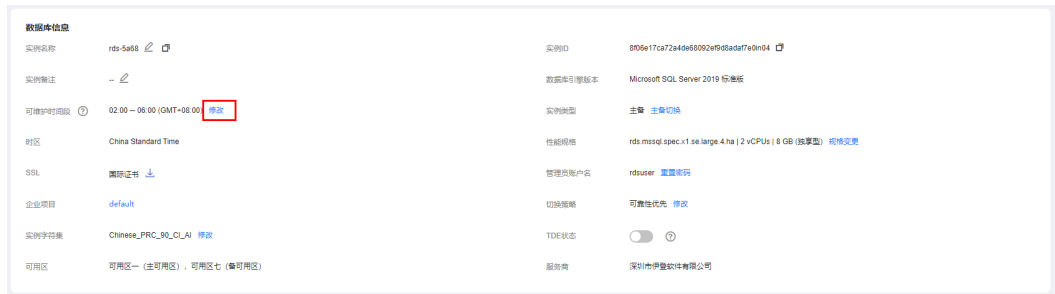 数据库信息
实例名称 rds-5a68 实例ID 8f06e17ca72a4de68092ef9d8adaf7e0in04
实例备注 -- 数据库引擎版本 Microsoft SQL Server 2019 标准版
可维护时间段 02:00 — 06:00 (GMT+08:00) 修改 实例类型 主备 主备切换
时区 China Standard Time 性能规格 rds.mssql.spec.x1.se.large.4.ha | 2 vCPUs | 8 GB (独享型) 规格变更
SSL 国际证书 管理员账户名 rdsuser 重置密码
企业项目 default 切换策略 可靠性优先 修改
实例字符集 Chinese_PRC_90_CI_AI 修改 TDE状态
可用区 可用区一（主可用区），可用区七（备可用区） 服务商 深圳市伊登软件有限公司